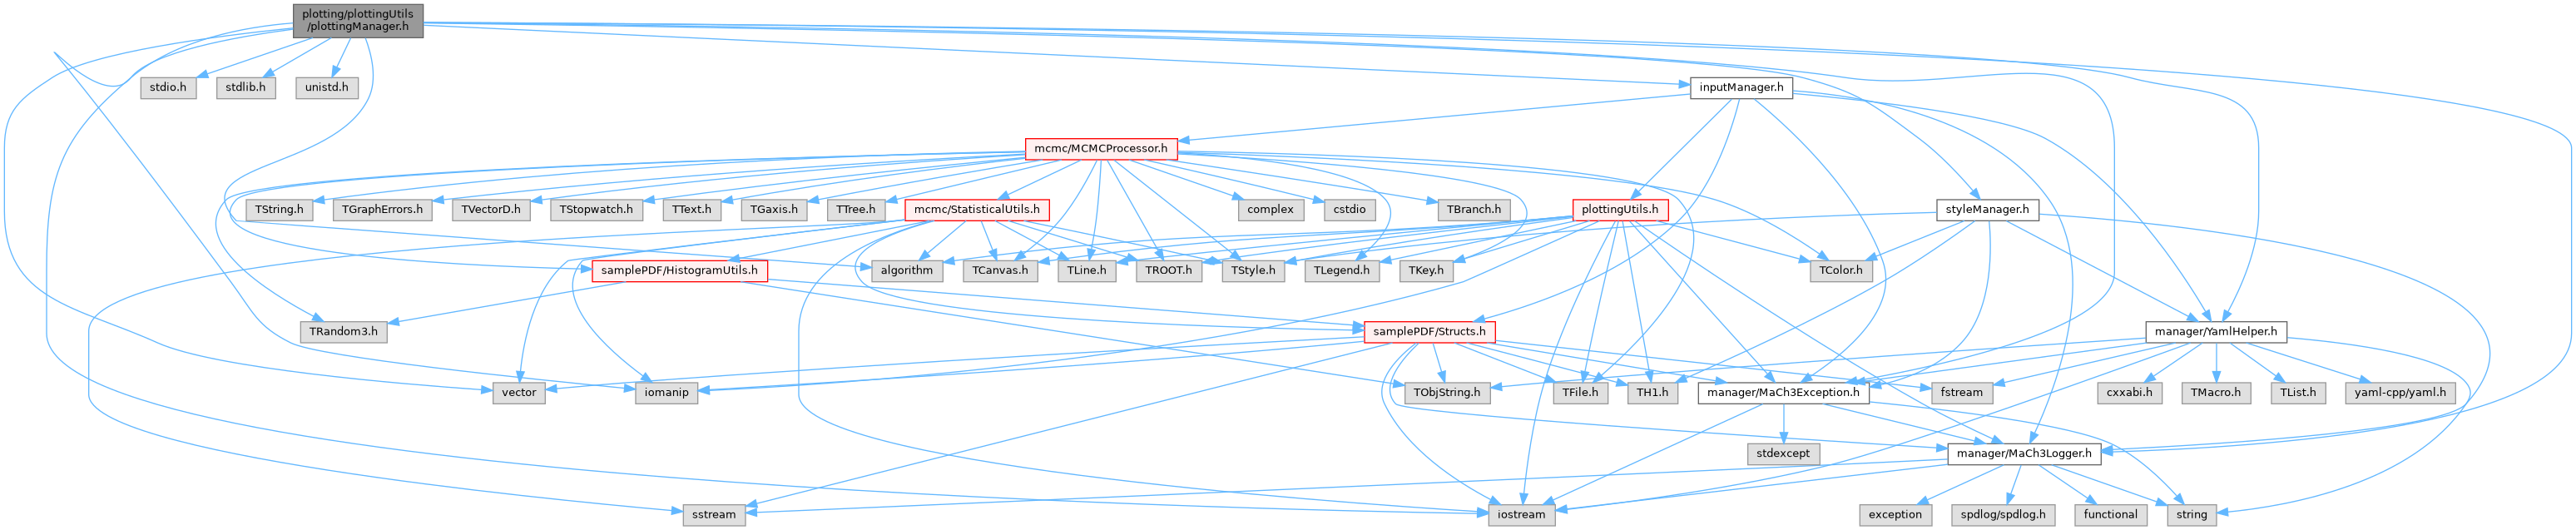 plotting/plottingUtils
/plottingManager.h
stdio.h
stdlib.h
unistd.h
inputManager.h
mcmc/MCMCProcessor.h
TString.h
TGraphErrors.h
TVectorD.h
TStopwatch.h
TText.h
TGaxis.h
TTree.h
mcmc/StatisticalUtils.h
complex
cstdio
TBranch.h
plottingUtils.h
styleManager.h
samplePDF/HistogramUtils.h
algorithm
TCanvas.h
TLine.h
TROOT.h
TStyle.h
TLegend.h
TKey.h
TColor.h
TRandom3.h
samplePDF/Structs.h
manager/YamlHelper.h
vector
iomanip
TObjString.h
TFile.h
TH1.h
manager/MaCh3Exception.h
fstream
cxxabi.h
TMacro.h
TList.h
yaml-cpp/yaml.h
stdexcept
manager/MaCh3Logger.h
sstream
iostream
exception
spdlog/spdlog.h
functional
string